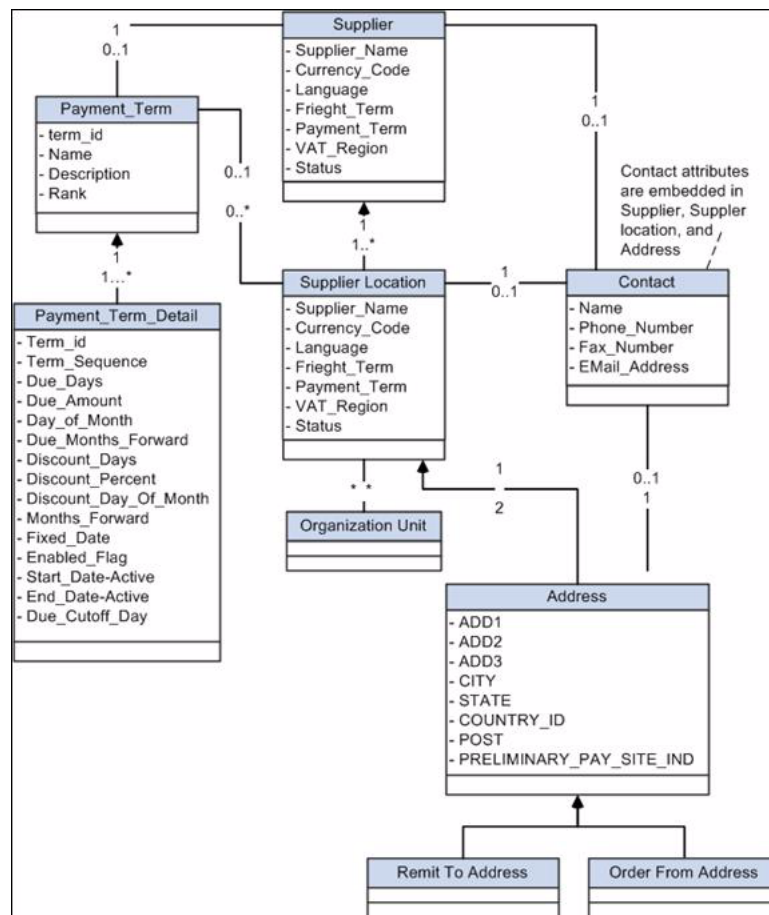 Supplier
- Supplier_Name
- Currency_Code
- Language
- Frieght_Term
- Payment_Term
- VAT_Region
- Status
1
0..1
Payment_Term
- term_id
- Name
- Description
- Rank
0..1
0..*
1
0..1
Contact attributes
are embedded in
Supplier, Suppler
location, and
Address
1
1..*
1
1...*
Supplier Location
- Supplier_Name
- Currency_Code
- Language
- Frieght_Term
- Payment_Term
- VAT_Region
- Status
1
0..1
Contact
- Name
- Phone_Number
- Fax_Number
- EMail_Address
Payment_Term_Detail
- Term_id
- Term_Sequence
- Due_Days
- Due_Amount
- Day_of_Month
- Due_Months_Forward
- Discount_Days
- Discount_Percent
- Discount_Day_Of_Month
- Months_Forward
- Fixed_Date
- Enabled_Flag
- Start_Date-Active
- End_Date-Active
- Due_Cutoff_Day
* *
Organization Unit
1
2
0..1
1
Address
- ADD1
- ADD2
- ADD3
- CITY
- STATE
- COUNTRY_ID
- POST
- PRELIMINARY_PAY_SITE_IND
Remit To Address
Order From Address